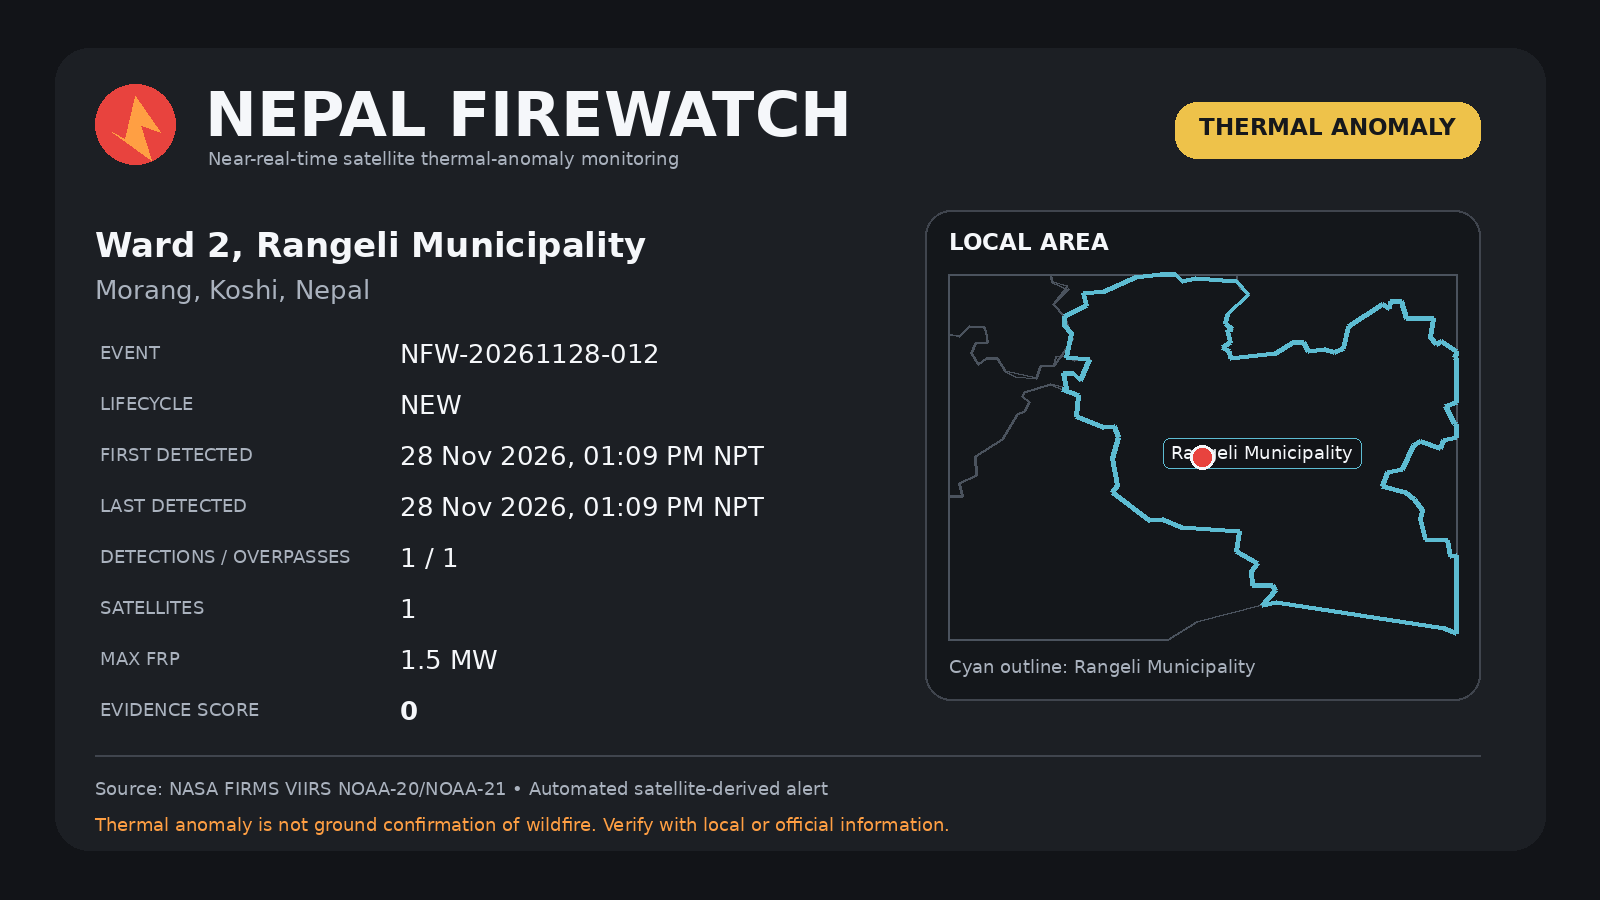 NEPAL FIREWATCH
Near-real-time satellite thermal-anomaly monitoring
THERMAL ANOMALY
Ward 2, Rangeli Municipality
Morang, Koshi, Nepal
EVENT NFW-20261128-012
LIFECYCLE NEW
FIRST DETECTED 28 Nov 2026, 01:09 PM NPT
LAST DETECTED 28 Nov 2026, 01:09 PM NPT
DETECTIONS / OVERPASSES 1 / 1
SATELLITES 1
MAX FRP 1.5 MW
EVIDENCE SCORE 0
LOCAL AREA
Rangeli Municipality
Cyan outline: Rangeli Municipality
Source: NASA FIRMS VIIRS NOAA-20/NOAA-21 • Automated satellite-derived alert
Thermal anomaly is not ground confirmation of wildfire. Verify with local or official information.